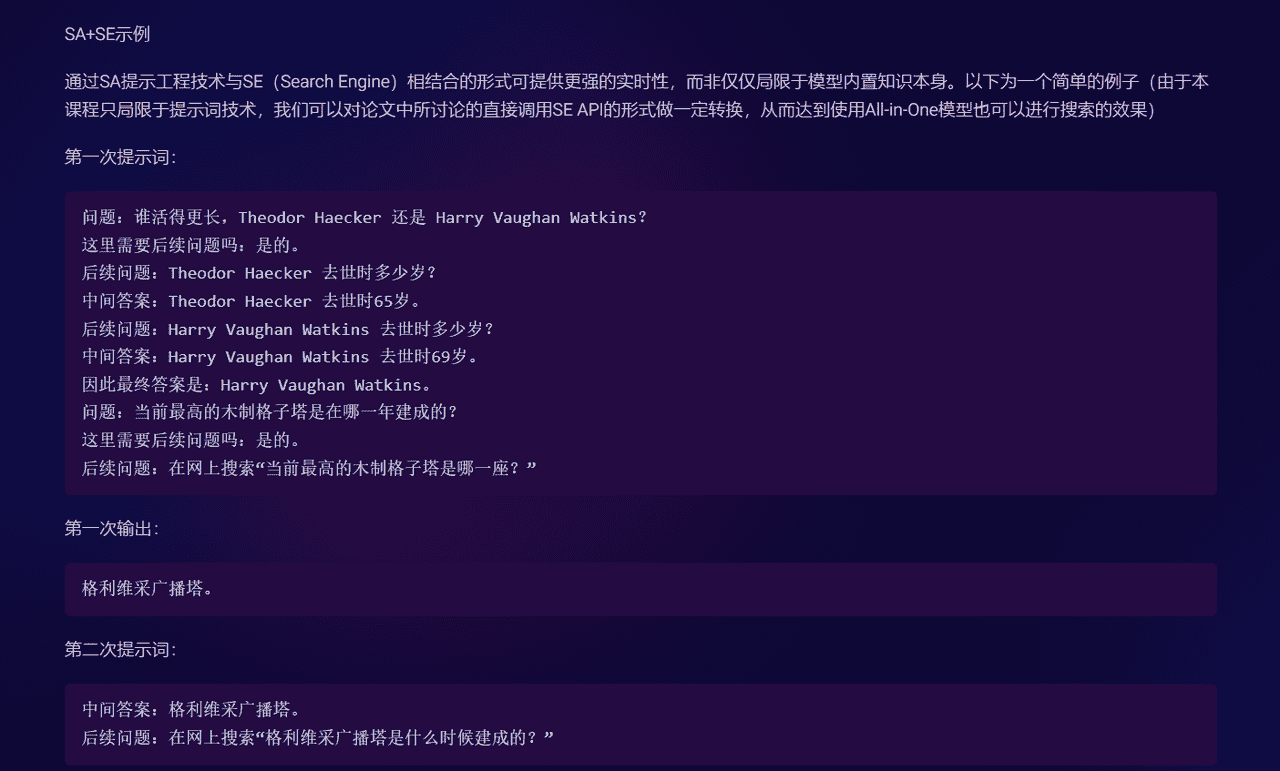 SA+SE示例
通过SA提示工程技术与SE（Search Engine）相结合的形式可提供更强的实时性，而非仅仅局限于模型内置知识本身。以下为一个简单的例子（由于本
课程只局限于提示词技术，我们可以对论文中所讨论的直接调用SE API的形式做一定转换，从而达到使用All-in-One模型也可以进行搜索的效果）
第一次提示词：
问题：谁活得更长，Theodor Haecker 还是 Harry Vaughan Watkins？
这里需要后续问题吗：是的。
后续问题：Theodor Haecker 去世时多少岁？
中间答案：Theodor Haecker 去世时65岁。
后续问题：Harry Vaughan Watkins 去世时多少岁？
中间答案：Harry Vaughan Watkins 去世时69岁。
因此最终答案是：Harry Vaughan Watkins。
问题：当前最高的木制格子塔是在哪一年建成的？
这里需要后续问题吗：是的。
后续问题：在网上搜索“当前最高的木制格子塔是哪一座？”
第一次输出：
格利维采广播塔。
第二次提示词：
中间答案：格利维采广播塔。
后续问题：在网上搜索“格利维采广播塔是什么时候建成的？”